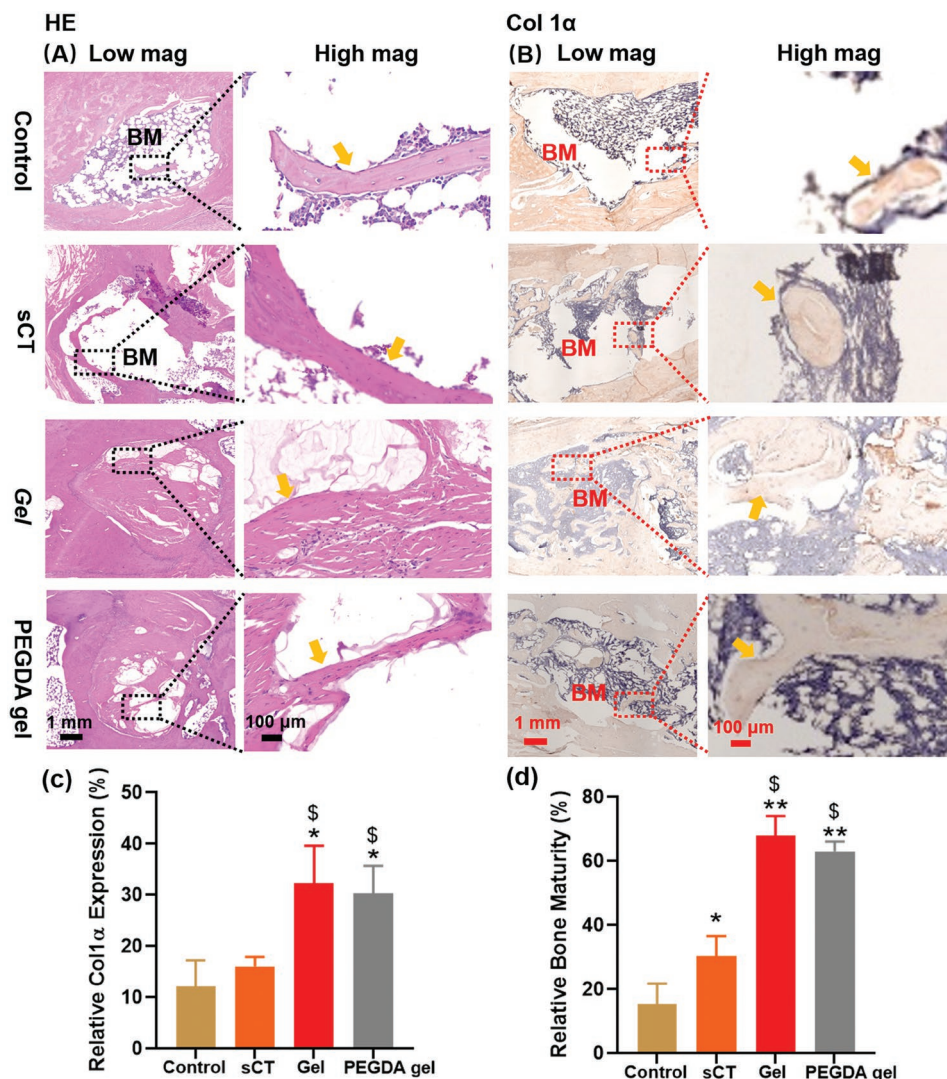 HE
(A) Low mag High mag
Control
BM
sCT
BM
Gel
PEGDA gel
1 mm
100 µm
Col 1α
(B) Low mag High mag
BM
BM
BM
BM
1 mm
100 µm
(c)
Relative Col1α Expression (%)
50
40
30
20
10
0
$
*
$
*
Control sCT Gel PEGDA gel
(d)
Relative Bone Maturity (%)
80
60
40
20
0
*
$
**
$
**
Control sCT Gel PEGDA gel